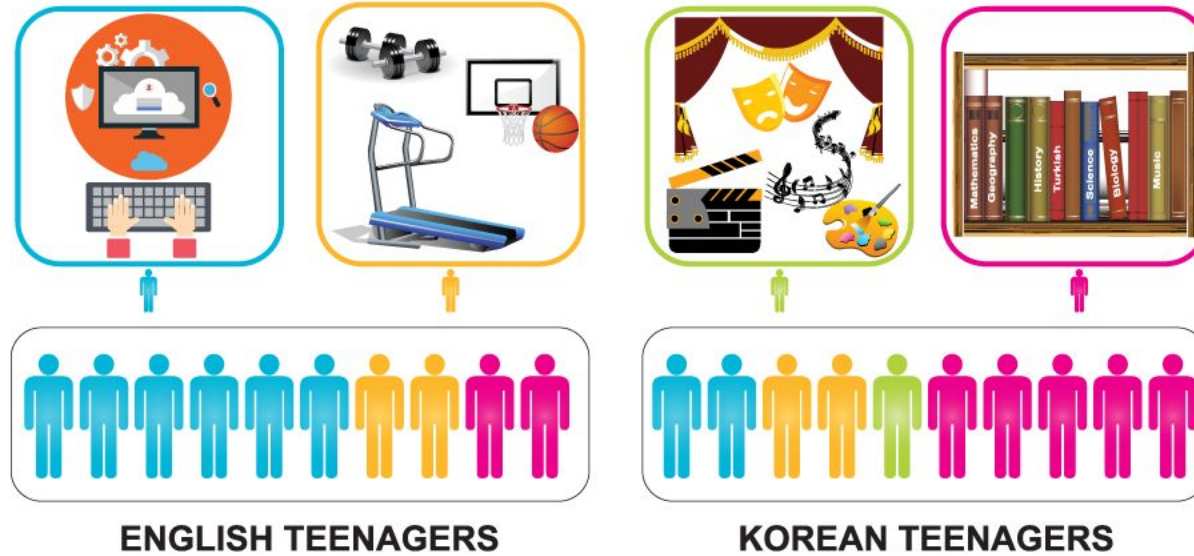 Mathematics
Geography
History
Turkish
Science
Biology
Music
ENGLISH TEENAGERS
KOREAN TEENAGERS